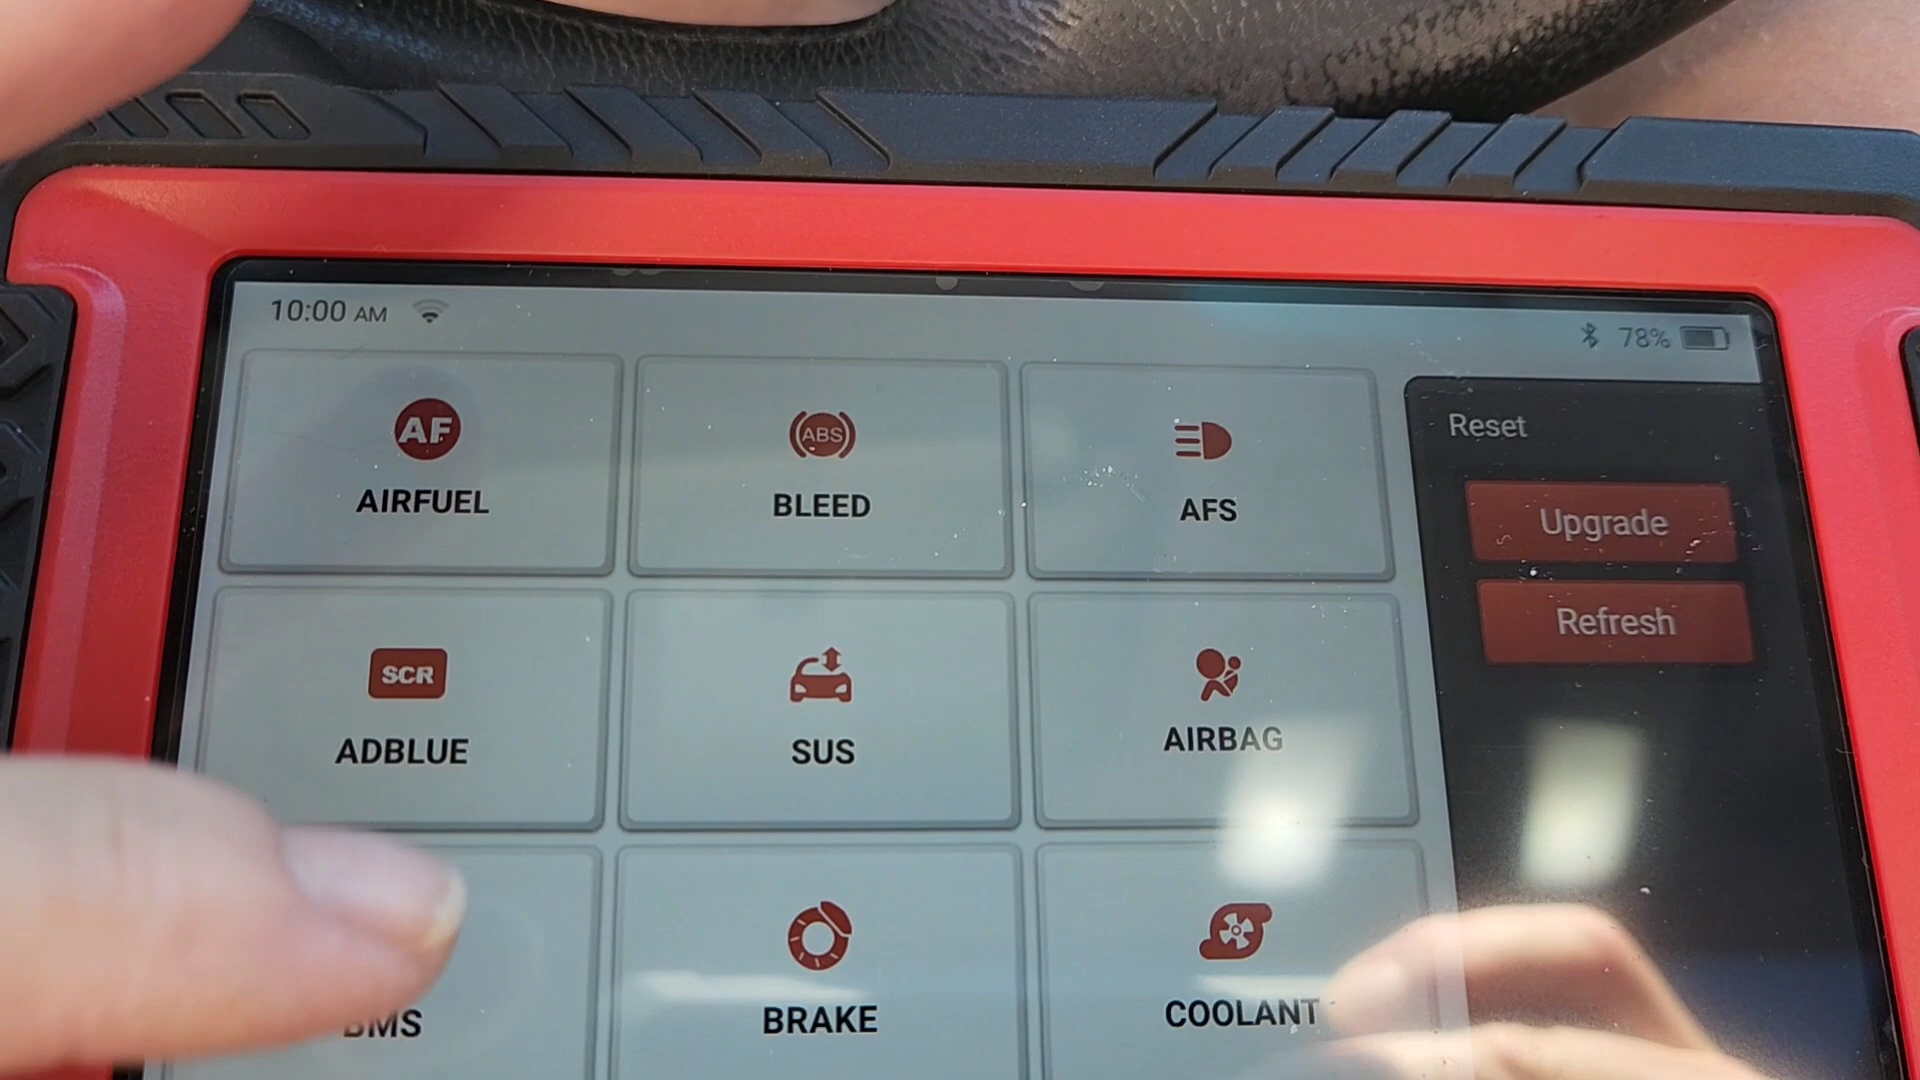 10:00 AM
78%
AF
AIRFUEL
ABS
BLEED
AFS
Reset
Upgrade
Refresh
SCR
ADBLUE
SUS
AIRBAG
BMS
BRAKE
COOLANT